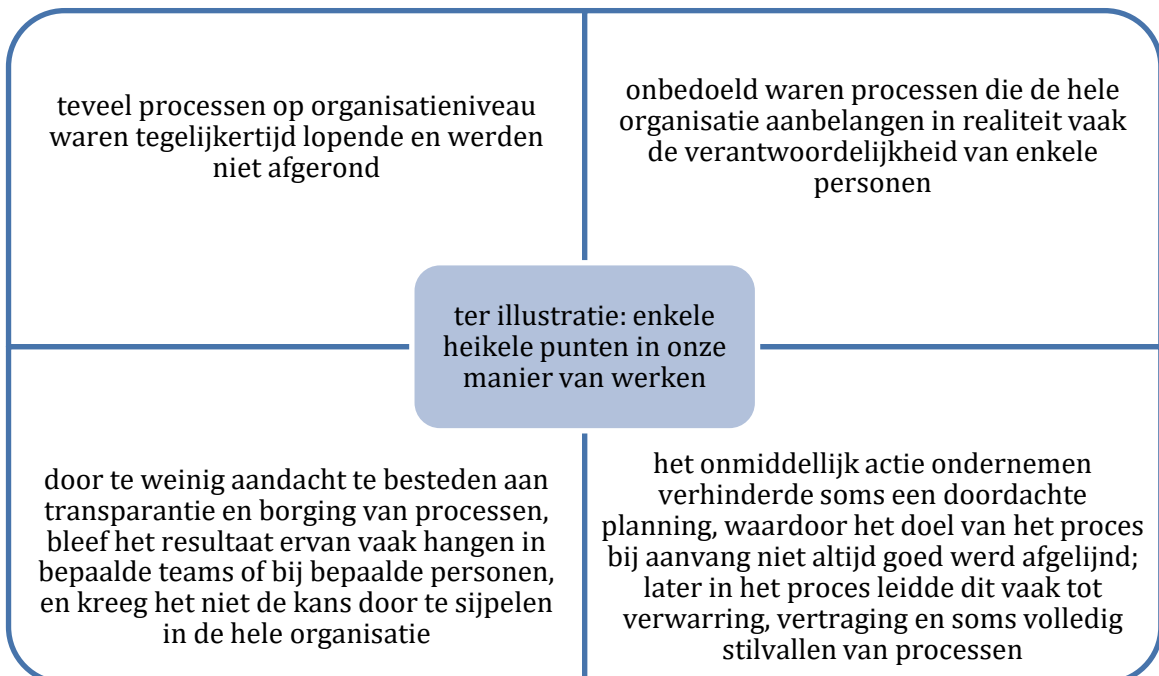 teveel processen op organisatieniveau
waren tegelijkertijd lopende en werden
niet afgerond
onbedoeld waren processen die de hele
organisatie aanbelangen in realiteit vaak
de verantwoordelijkheid van enkele
personen
ter illustratie: enkele
heikele punten in onze
manier van werken
door te weinig aandacht te besteden aan
transparantie en borging van processen,
bleef het resultaat ervan vaak hangen in
bepaalde teams of bij bepaalde personen,
en kreeg het niet de kans door te sijpelen
in de hele organisatie
het onmiddellijk actie ondernemen
verhinderde soms een doordachte
planning, waardoor het doel van het proces
bij aanvang niet altijd goed werd afgelijnd;
later in het proces leidde dit vaak tot
verwarring, vertraging en soms volledig
stilvallen van processen